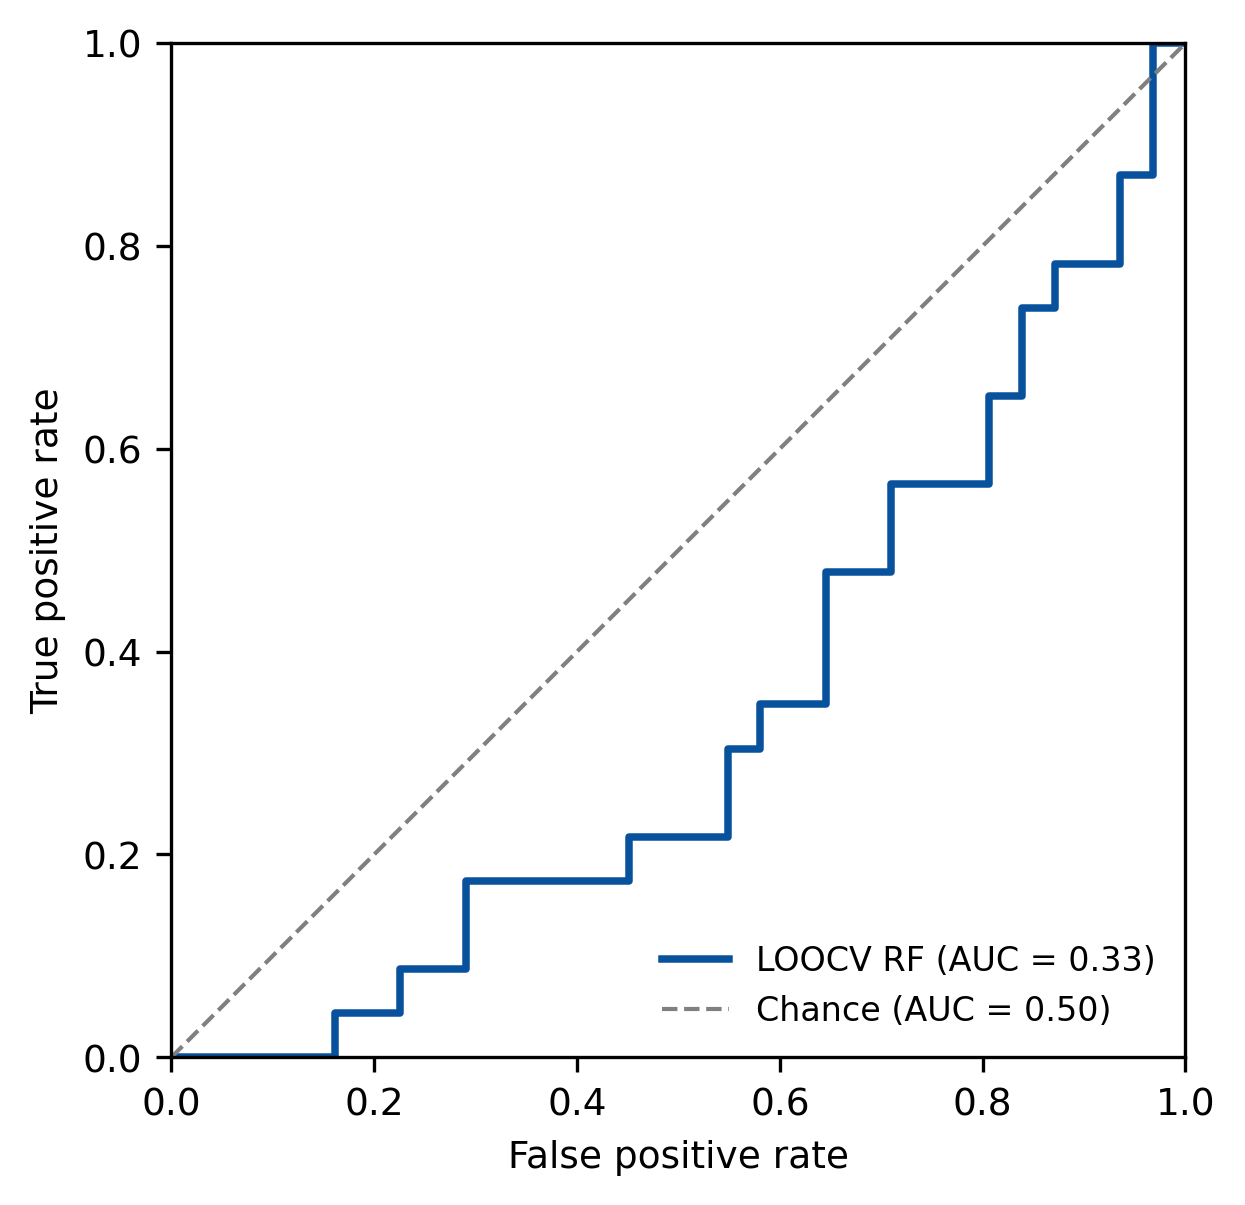 1.0
0.8
0.6
0.4
0.2
0.0
True positive rate
LOOCV RF (AUC = 0.33)
Chance (AUC = 0.50)
0.0 0.2 0.4 0.6 0.8 1.0
False positive rate